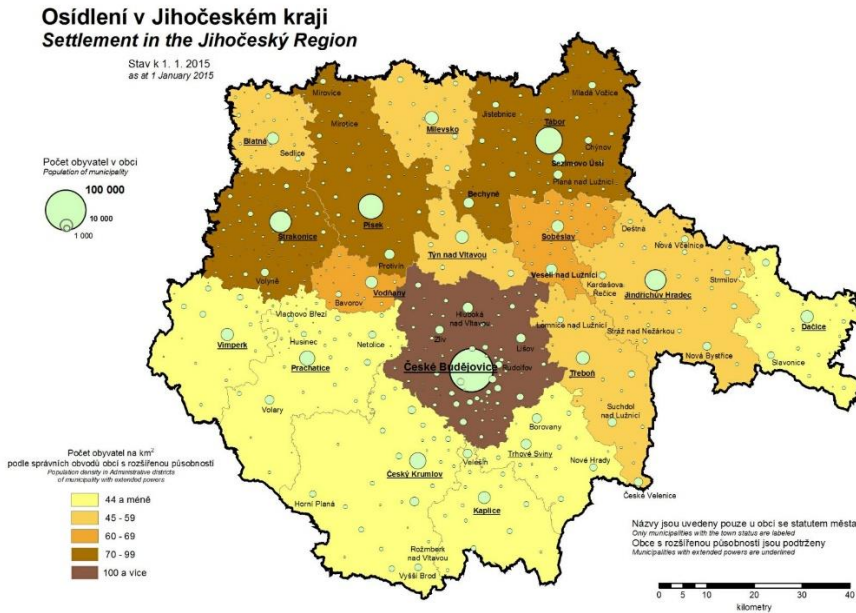 Osídlení v Jihočeském kraji
Settlement in the Jihočeský Region
Stav k 1. 1. 2015
as at 1 January 2015
Počet obyvatel v obci
Population of municipality
100 000
10 000
1 000
Mirovice
Mladá Vožice
Mirotice
Milevsko
Jistebnice
Tábor
Blatná
Sedlice
Chýnov
Sezimovo Ústí
Planá nad Lužnicí
Bechyně
Strakonice
Písek
Soběslav
Deštná
Nová Včelnice
Týn nad Vltavou
Protivín
Volyně
Veselí nad Lužnicí
Kardašova
Řečice
Strmilov
Jindřichův Hradec
Vodňany
Bavorov
Vlachovo Březí
Hluboká
nad Vltavou
Lomnice nad Lužnicí
Stráž nad Nežárkou
Dačice
Vimperk
Husinec
Netolice
Zliv
Lišov
Nová Bystřice
Slavonice
Prachatice
České Budějovice
Rudolfov
Třeboň
Volary
Suchdol
nad Lužnicí
Borovany
Český Krumlov
Velešín
Trhové Sviny
Nové Hrady
České Velenice
Horní Planá
Kaplice
Rožmberk
nad Vltavou
Vyšší Brod
Počet obyvatel na km²
podle správních obvodů obcí s rozšířenou působností
Population density in Administrative districts
of municipality with extended powers
44 a méně
45 - 59
60 - 69
70 - 99
100 a více
Názvy jsou uvedeny pouze u obcí se statutem města
Only municipalities with the town status are labeled
Obce s rozšířenou působností jsou podtrženy
Municipalities with extended powers are underlined
0 5 10 20 30 40
kilometry